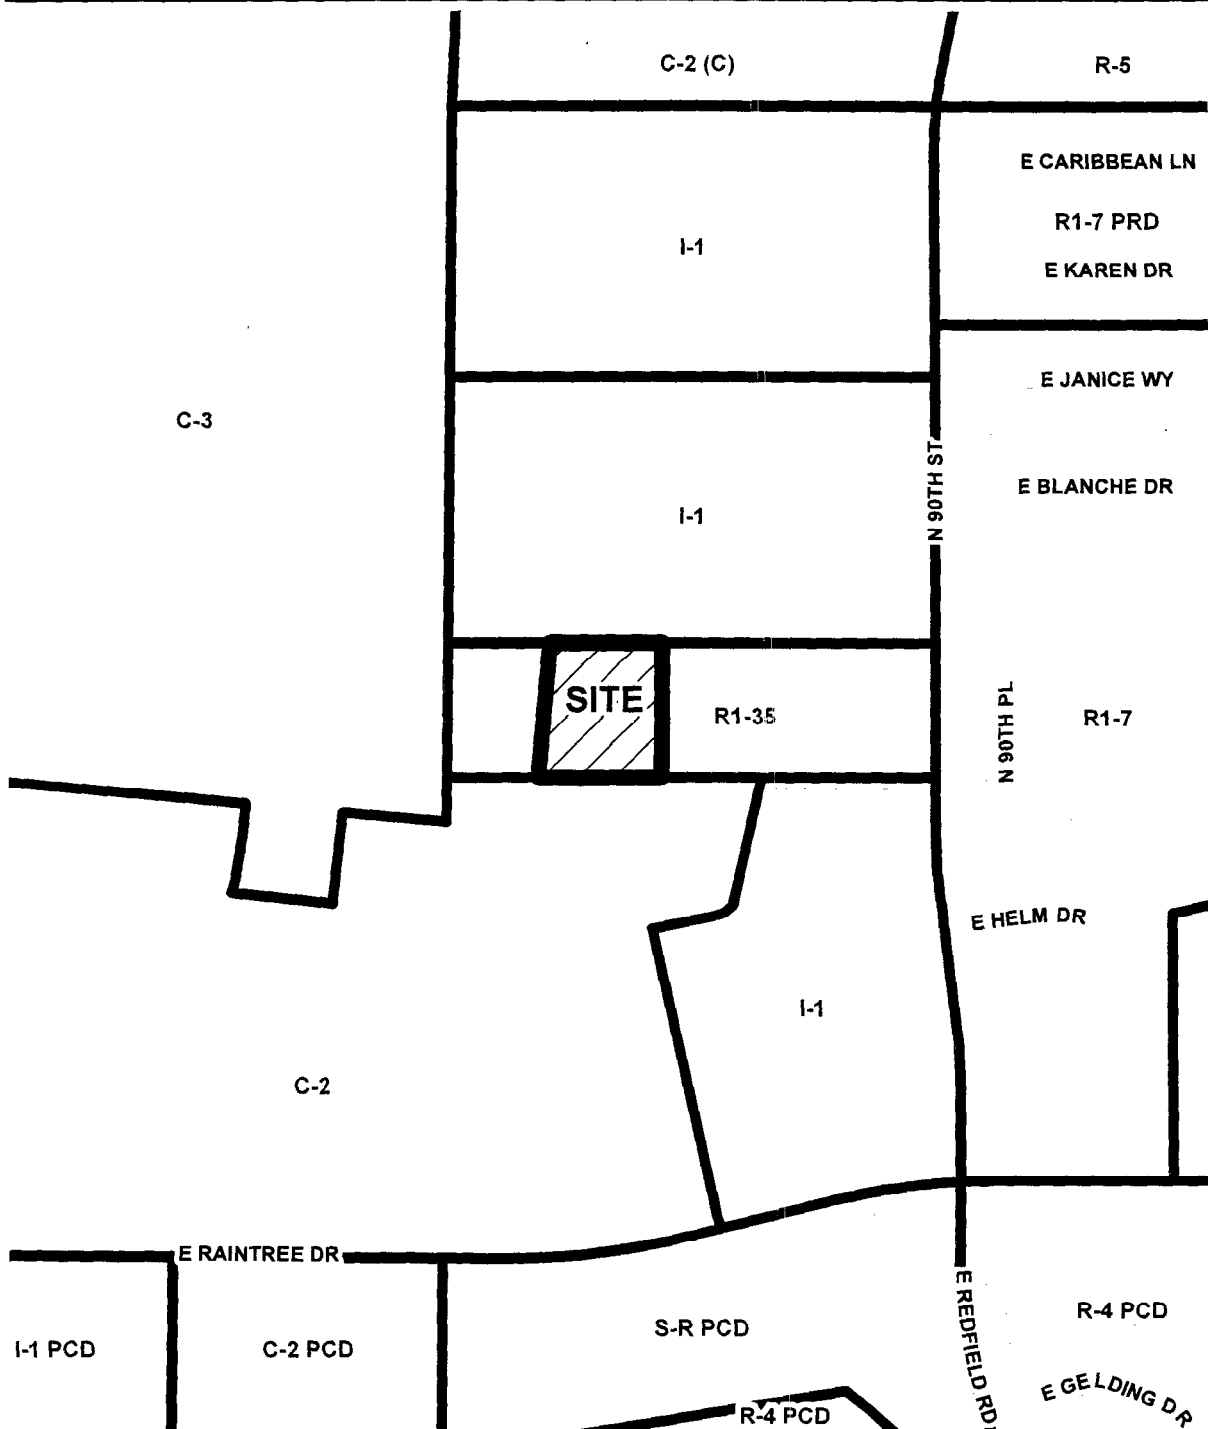 C-2 (C)
R-5
E CARIBBEAN LN
R1-7 PRD
I-1
E KAREN DR
E JANICE WY
C-3
N 90TH ST
E BLANCHE DR
I-1
SITE
R1-35
N 90TH PL
R1-7
E HELM DR
I-1
C-2
E RAINTREE DR
E REDFIELD RD
R-4 PCD
S-R PCD
I-1 PCD
C-2 PCD
E GELDING DR
R-4 PCD